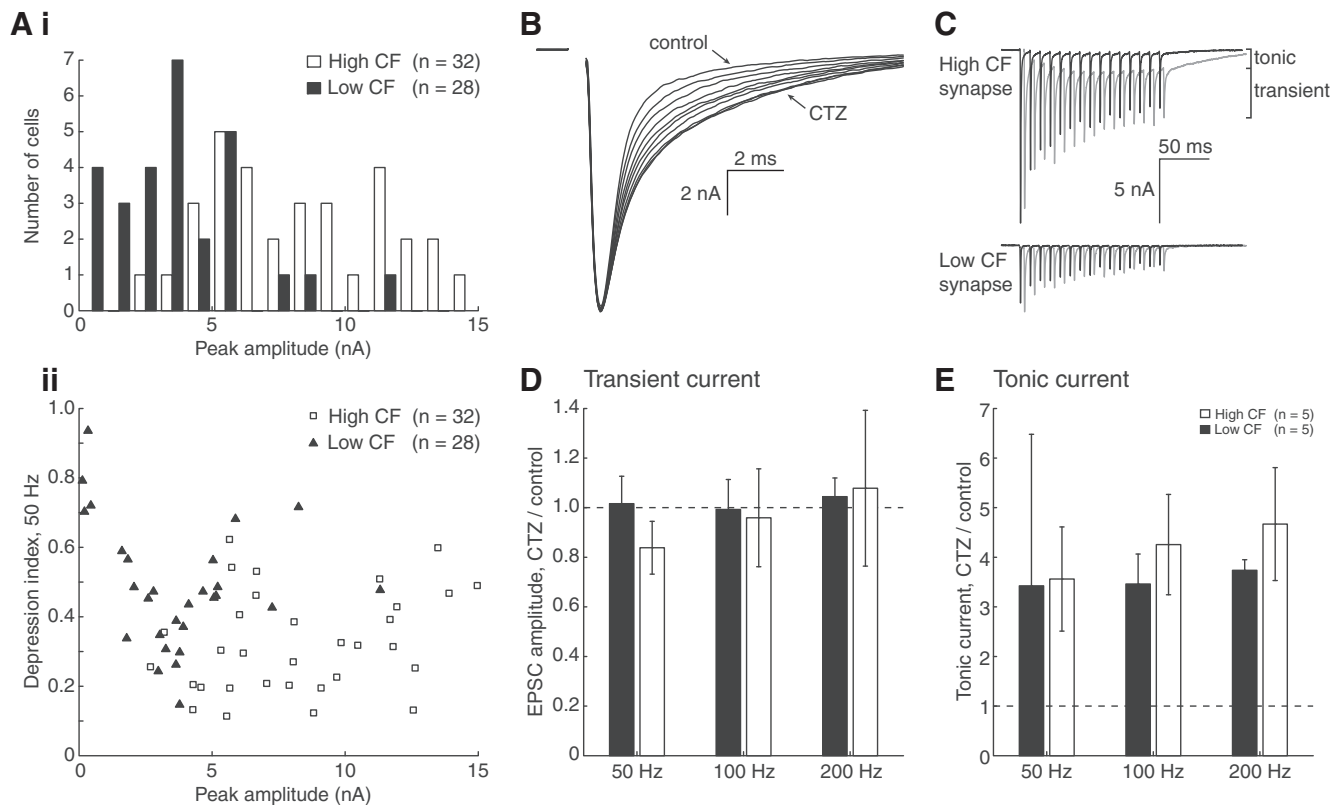 A i
7
6
5
4
3
2
1
0
Number of cells
High CF (n = 32)
Low CF (n = 28)
0 5 10 15
Peak amplitude (nA)
ii
1.0
0.8
0.6
0.4
0.2
0
Depression index, 50 Hz
High CF (n = 32)
Low CF (n = 28)
0 5 10 15
Peak amplitude (nA)
B
control
CTZ
2 ms
2 nA
C
High CF
synapse
tonic
transient
50 ms
5 nA
Low CF
synapse
D Transient current
1.4
1.2
1.0
0.8
0.6
0.4
0.2
0
EPSC amplitude, CTZ / control
50 Hz 100 Hz 200 Hz
E Tonic current
7
6
5
4
3
2
1
0
Tonic current, CTZ / control
High CF (n = 5)
Low CF (n = 5)
50 Hz 100 Hz 200 Hz